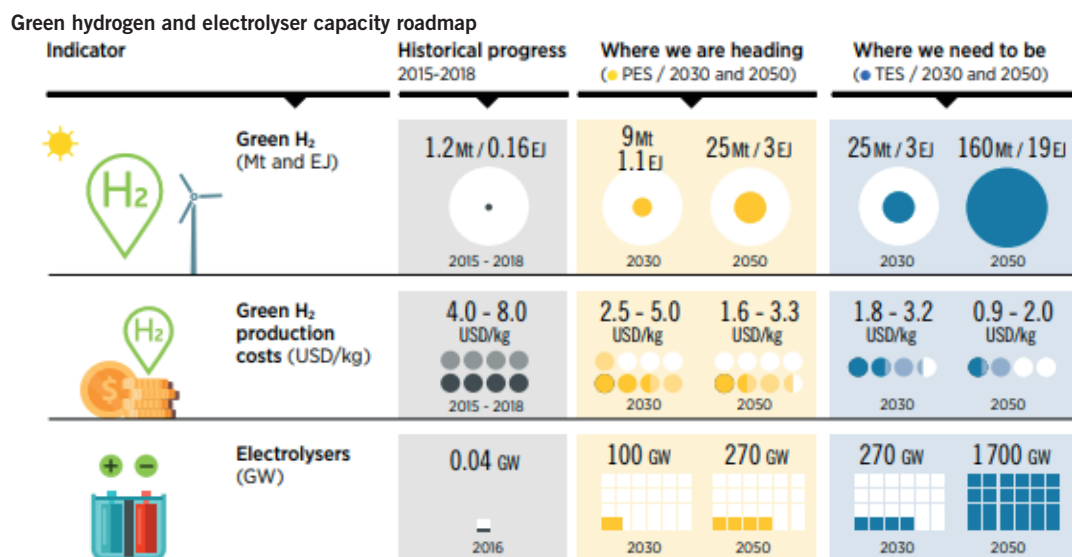 Green hydrogen and electrolyser capacity roadmap
Indicator
Historical progress
2015-2018
Where we are heading
(● PES / 2030 and 2050)
Where we need to be
(● TES / 2030 and 2050)
H₂
Green H₂
(Mt and EJ)
1.2Mt / 0.16EJ
2015 - 2018
9Mt
1.1EJ
2030
25Mt / 3EJ
2050
25Mt / 3EJ
2030
160Mt / 19EJ
2050
H₂
$
Green H₂
production
costs (USD/kg)
4.0 - 8.0
USD/kg
2015 - 2018
2.5 - 5.0
USD/kg
2030
1.6 - 3.3
USD/kg
2050
1.8 - 3.2
USD/kg
2030
0.9 - 2.0
USD/kg
2050
+ −
Electrolysers
(GW)
0.04 GW
2016
100 GW
2030
270 GW
2050
270 GW
2030
1700 GW
2050